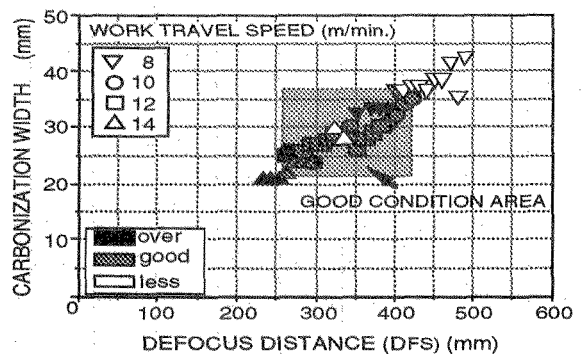 50
40
30
20
10
0
CARBONIZATION WIDTH (mm)
WORK TRAVEL SPEED (m/min.)
▽ 8
○ 10
□ 12
△ 14
GOOD CONDITION AREA
over
good
less
0 100 200 300 400 500 600
DEFOCUS DISTANCE (DFS) (mm)